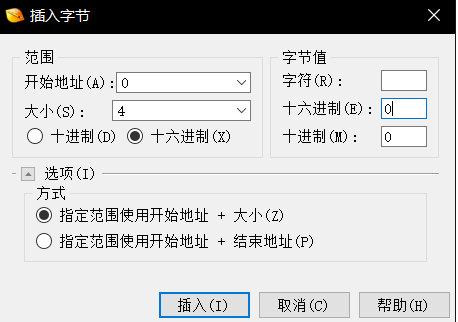 插入字节
范围
开始地址(A): 0
大小(S): 4
十进制(D) 十六进制(X)
字节值
字符(R):
十六进制(E): 0
十进制(M): 0
选项(I)
方式
指定范围使用开始地址 + 大小(Z)
指定范围使用开始地址 + 结束地址(P)
插入(I) 取消(C) 帮助(H)